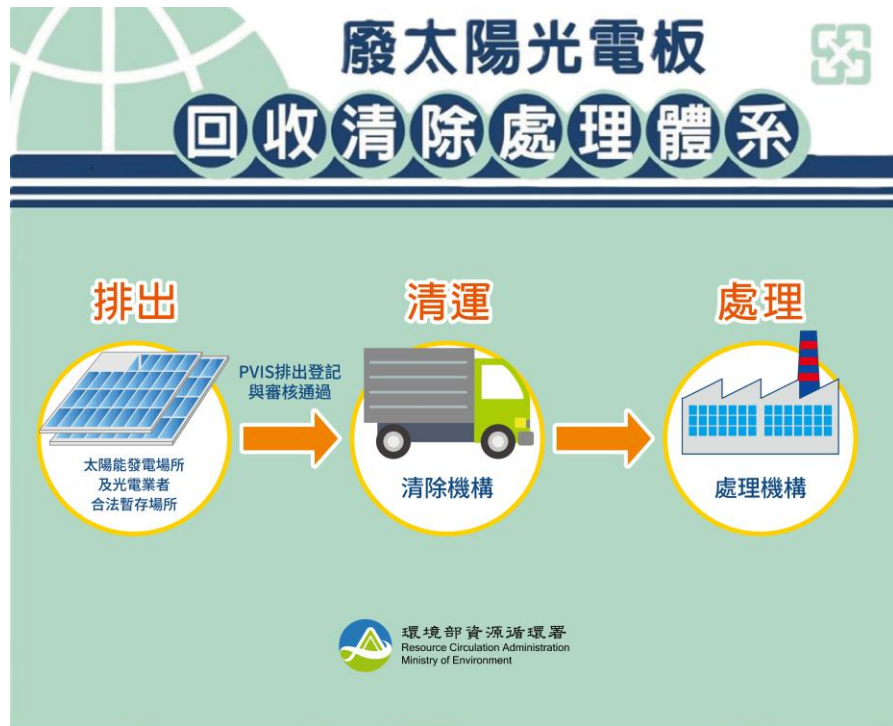 廢太陽光電板
回收清除處理體系
排出
清運
處理
PVIS排出登記
與審核通過
太陽能發電場所
及光電業者
合法暫存場所
清除機構
處理機構
環境部資源循環署
Resource Circulation Administration
Ministry of Environment